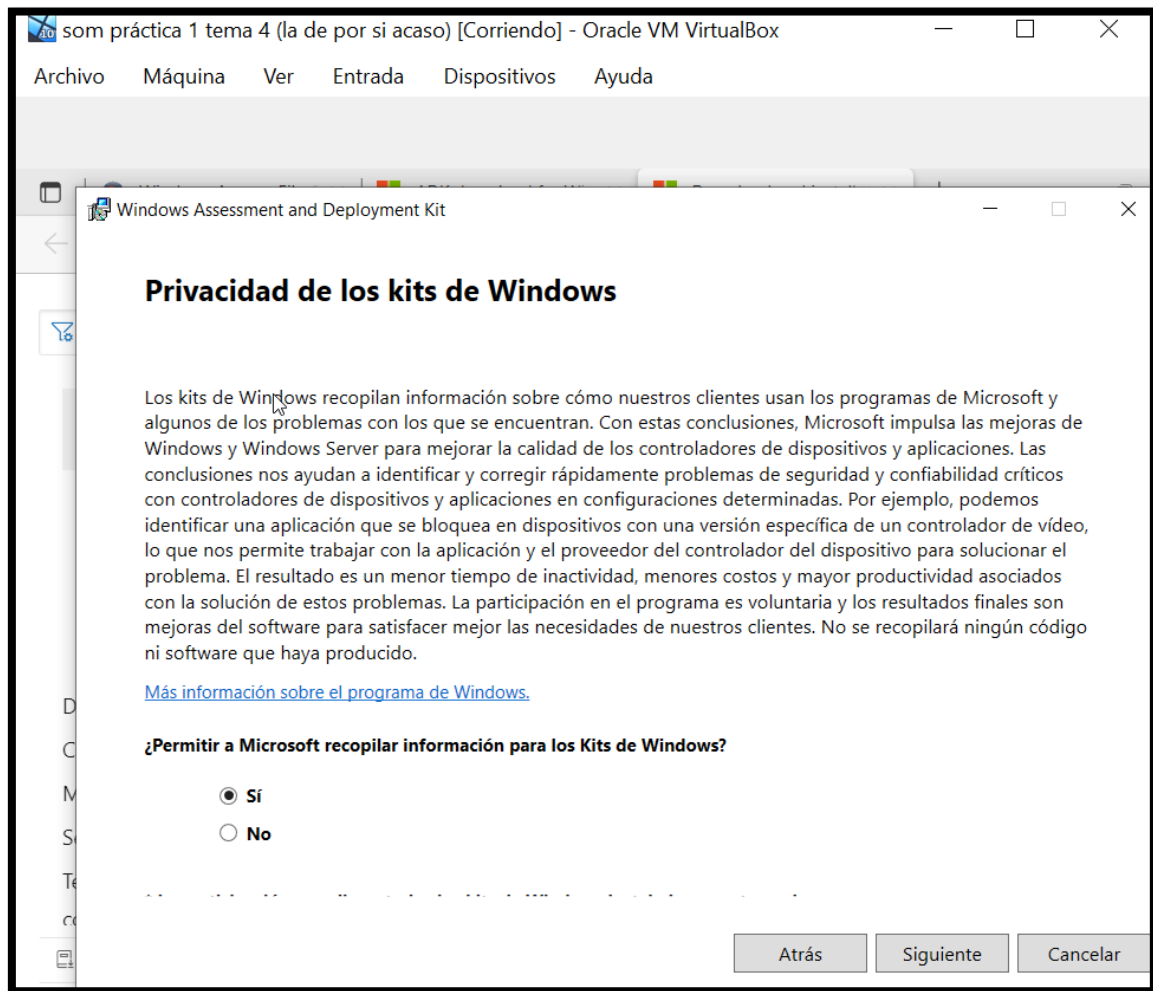 som práctica 1 tema 4 (la de por si acaso) [Corriendo] - Oracle VM VirtualBox
Archivo Máquina Ver Entrada Dispositivos Ayuda
Windows Assessment and Deployment Kit
Privacidad de los kits de Windows
Los kits de Windows recopilan información sobre cómo nuestros clientes usan los programas de Microsoft y
algunos de los problemas con los que se encuentran. Con estas conclusiones, Microsoft impulsa las mejoras de
Windows y Windows Server para mejorar la calidad de los controladores de dispositivos y aplicaciones. Las
conclusiones nos ayudan a identificar y corregir rápidamente problemas de seguridad y confiabilidad críticos
con controladores de dispositivos y aplicaciones en configuraciones determinadas. Por ejemplo, podemos
identificar una aplicación que se bloquea en dispositivos con una versión específica de un controlador de vídeo,
lo que nos permite trabajar con la aplicación y el proveedor del controlador del dispositivo para solucionar el
problema. El resultado es un menor tiempo de inactividad, menores costos y mayor productividad asociados
con la solución de estos problemas. La participación en el programa es voluntaria y los resultados finales son
mejoras del software para satisfacer mejor las necesidades de nuestros clientes. No se recopilará ningún código
ni software que haya producido.
Más información sobre el programa de Windows.
¿Permitir a Microsoft recopilar información para los Kits de Windows?
Sí
No
Atrás Siguiente Cancelar